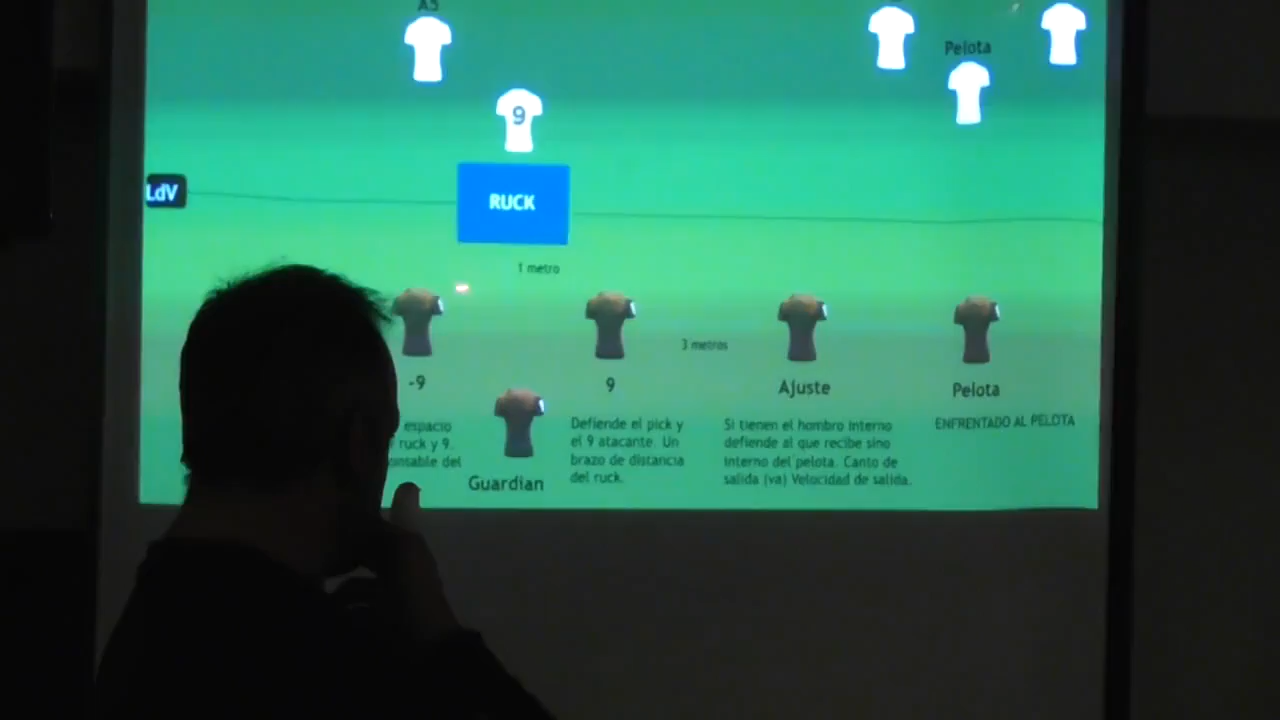 A5
Pelota
9
LdV
RUCK
1 metro
3 metros
-9
9
Ajuste
Pelota
espacio
ruck y 9.
del
Guardian
Defiende el pick y
el 9 atacante. Un
brazo de distancia
del ruck.
Si tienen el hombro interno
defiende al que recibe sino
interno del pelota. Canto de
salida (va) Velocidad de salida.
ENFRENTADO AL PELOTA